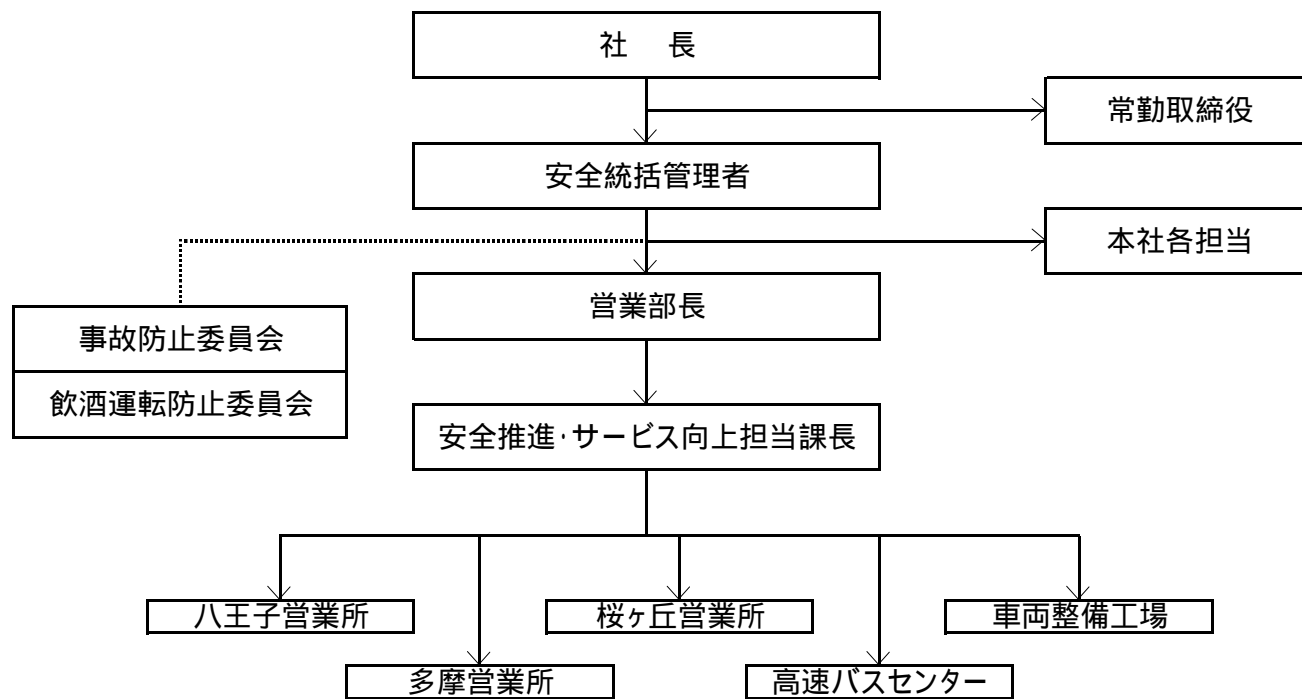 社　長
常勤取締役
安全統括管理者
本社各担当
営業部長
事故防止委員会
飲酒運転防止委員会
安全推進・サービス向上担当課長
八王子営業所
桜ヶ丘営業所
車両整備工場
多摩営業所
高速バスセンター